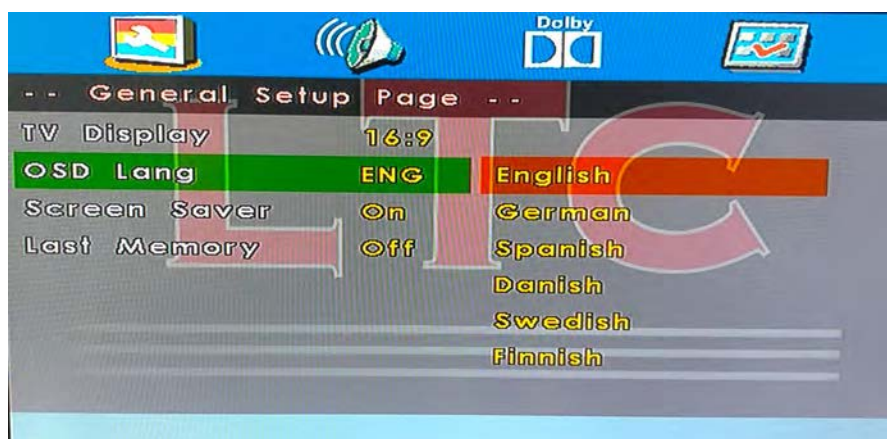 Dolby
-- General Setup Page --
TV Display 16:9
OSD Lang ENG English
Screen Saver On German
Last Memory Off Spanish
Danish
Swedish
Finnish
LTC